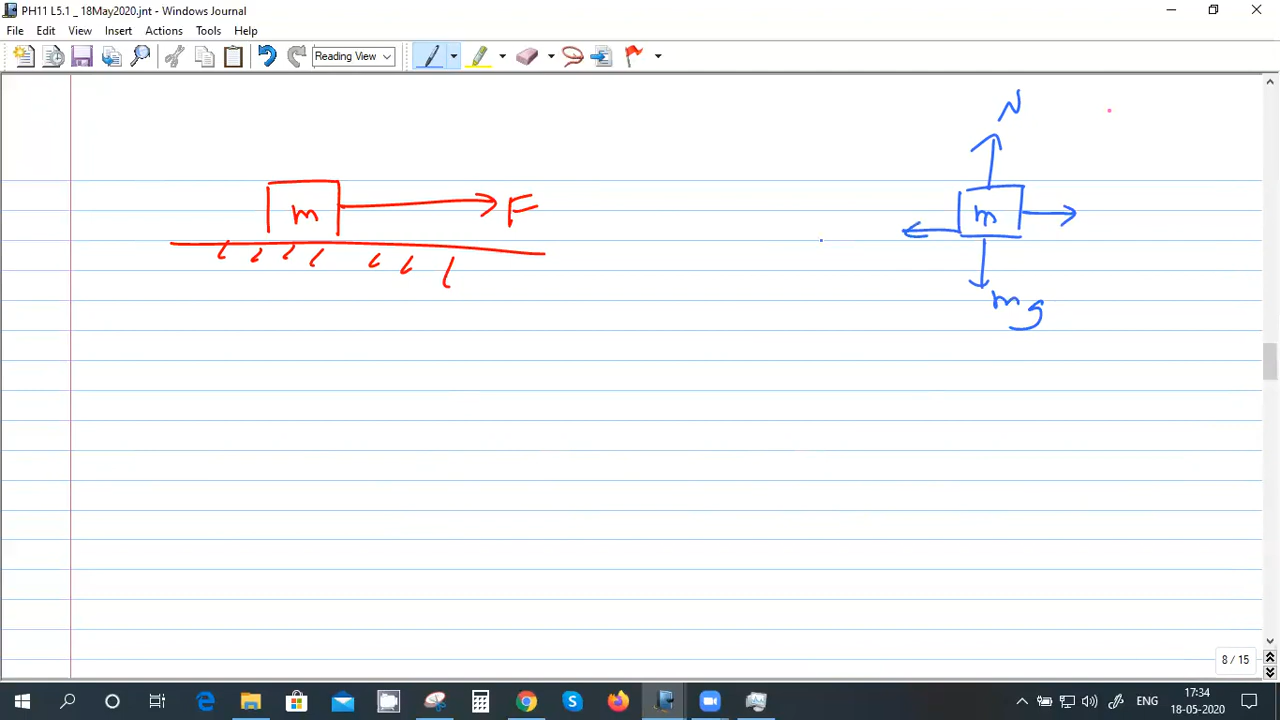 PH11 L5.1 _ 18May2020.jnt - Windows Journal
File Edit View Insert Actions Tools Help
Reading View
N
m F
m
mg
8 / 15
ENG
17:34
18-05-2020